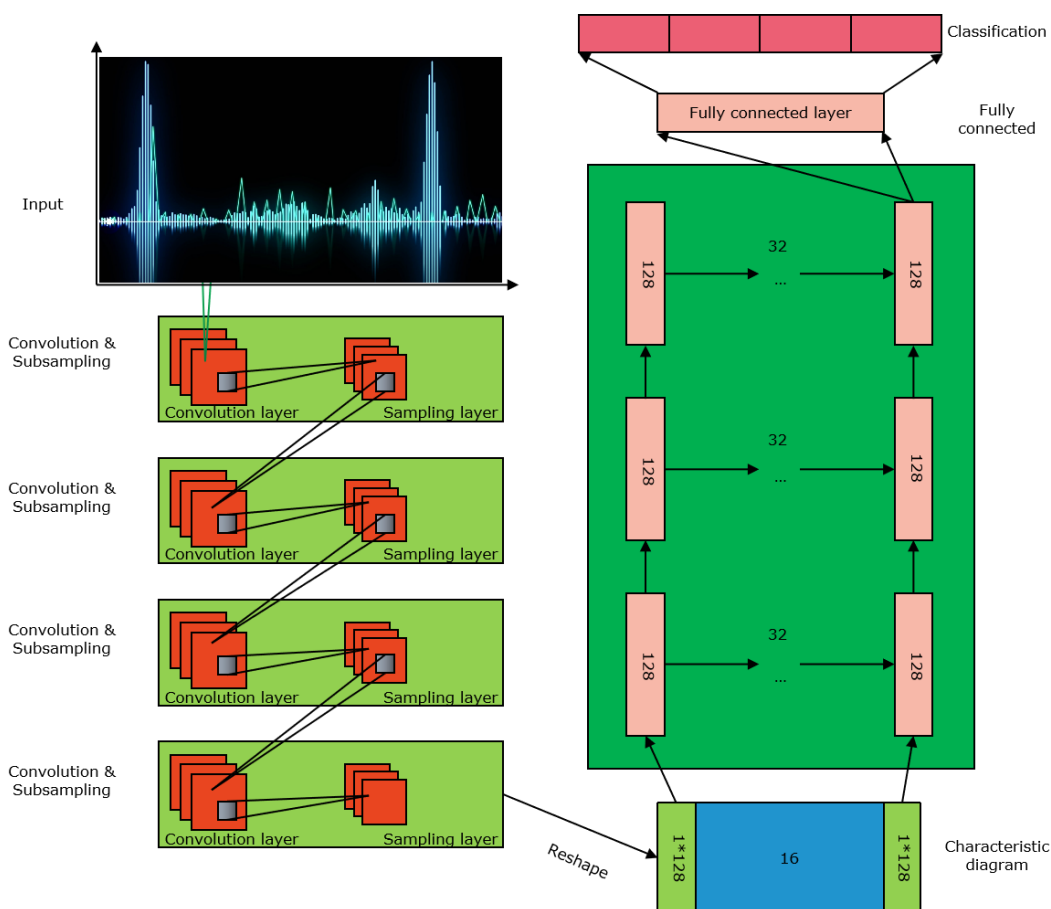 Input
Convolution &
Subsampling
Convolution layer
Sampling layer
Convolution &
Subsampling
Convolution layer
Sampling layer
Convolution &
Subsampling
Convolution layer
Sampling layer
Convolution &
Subsampling
Convolution layer
Sampling layer
Reshape
1*128
16
1*128
Characteristic
diagram
128
32
...
128
128
32
...
128
128
32
...
128
Fully connected layer
Fully
connected
Classification